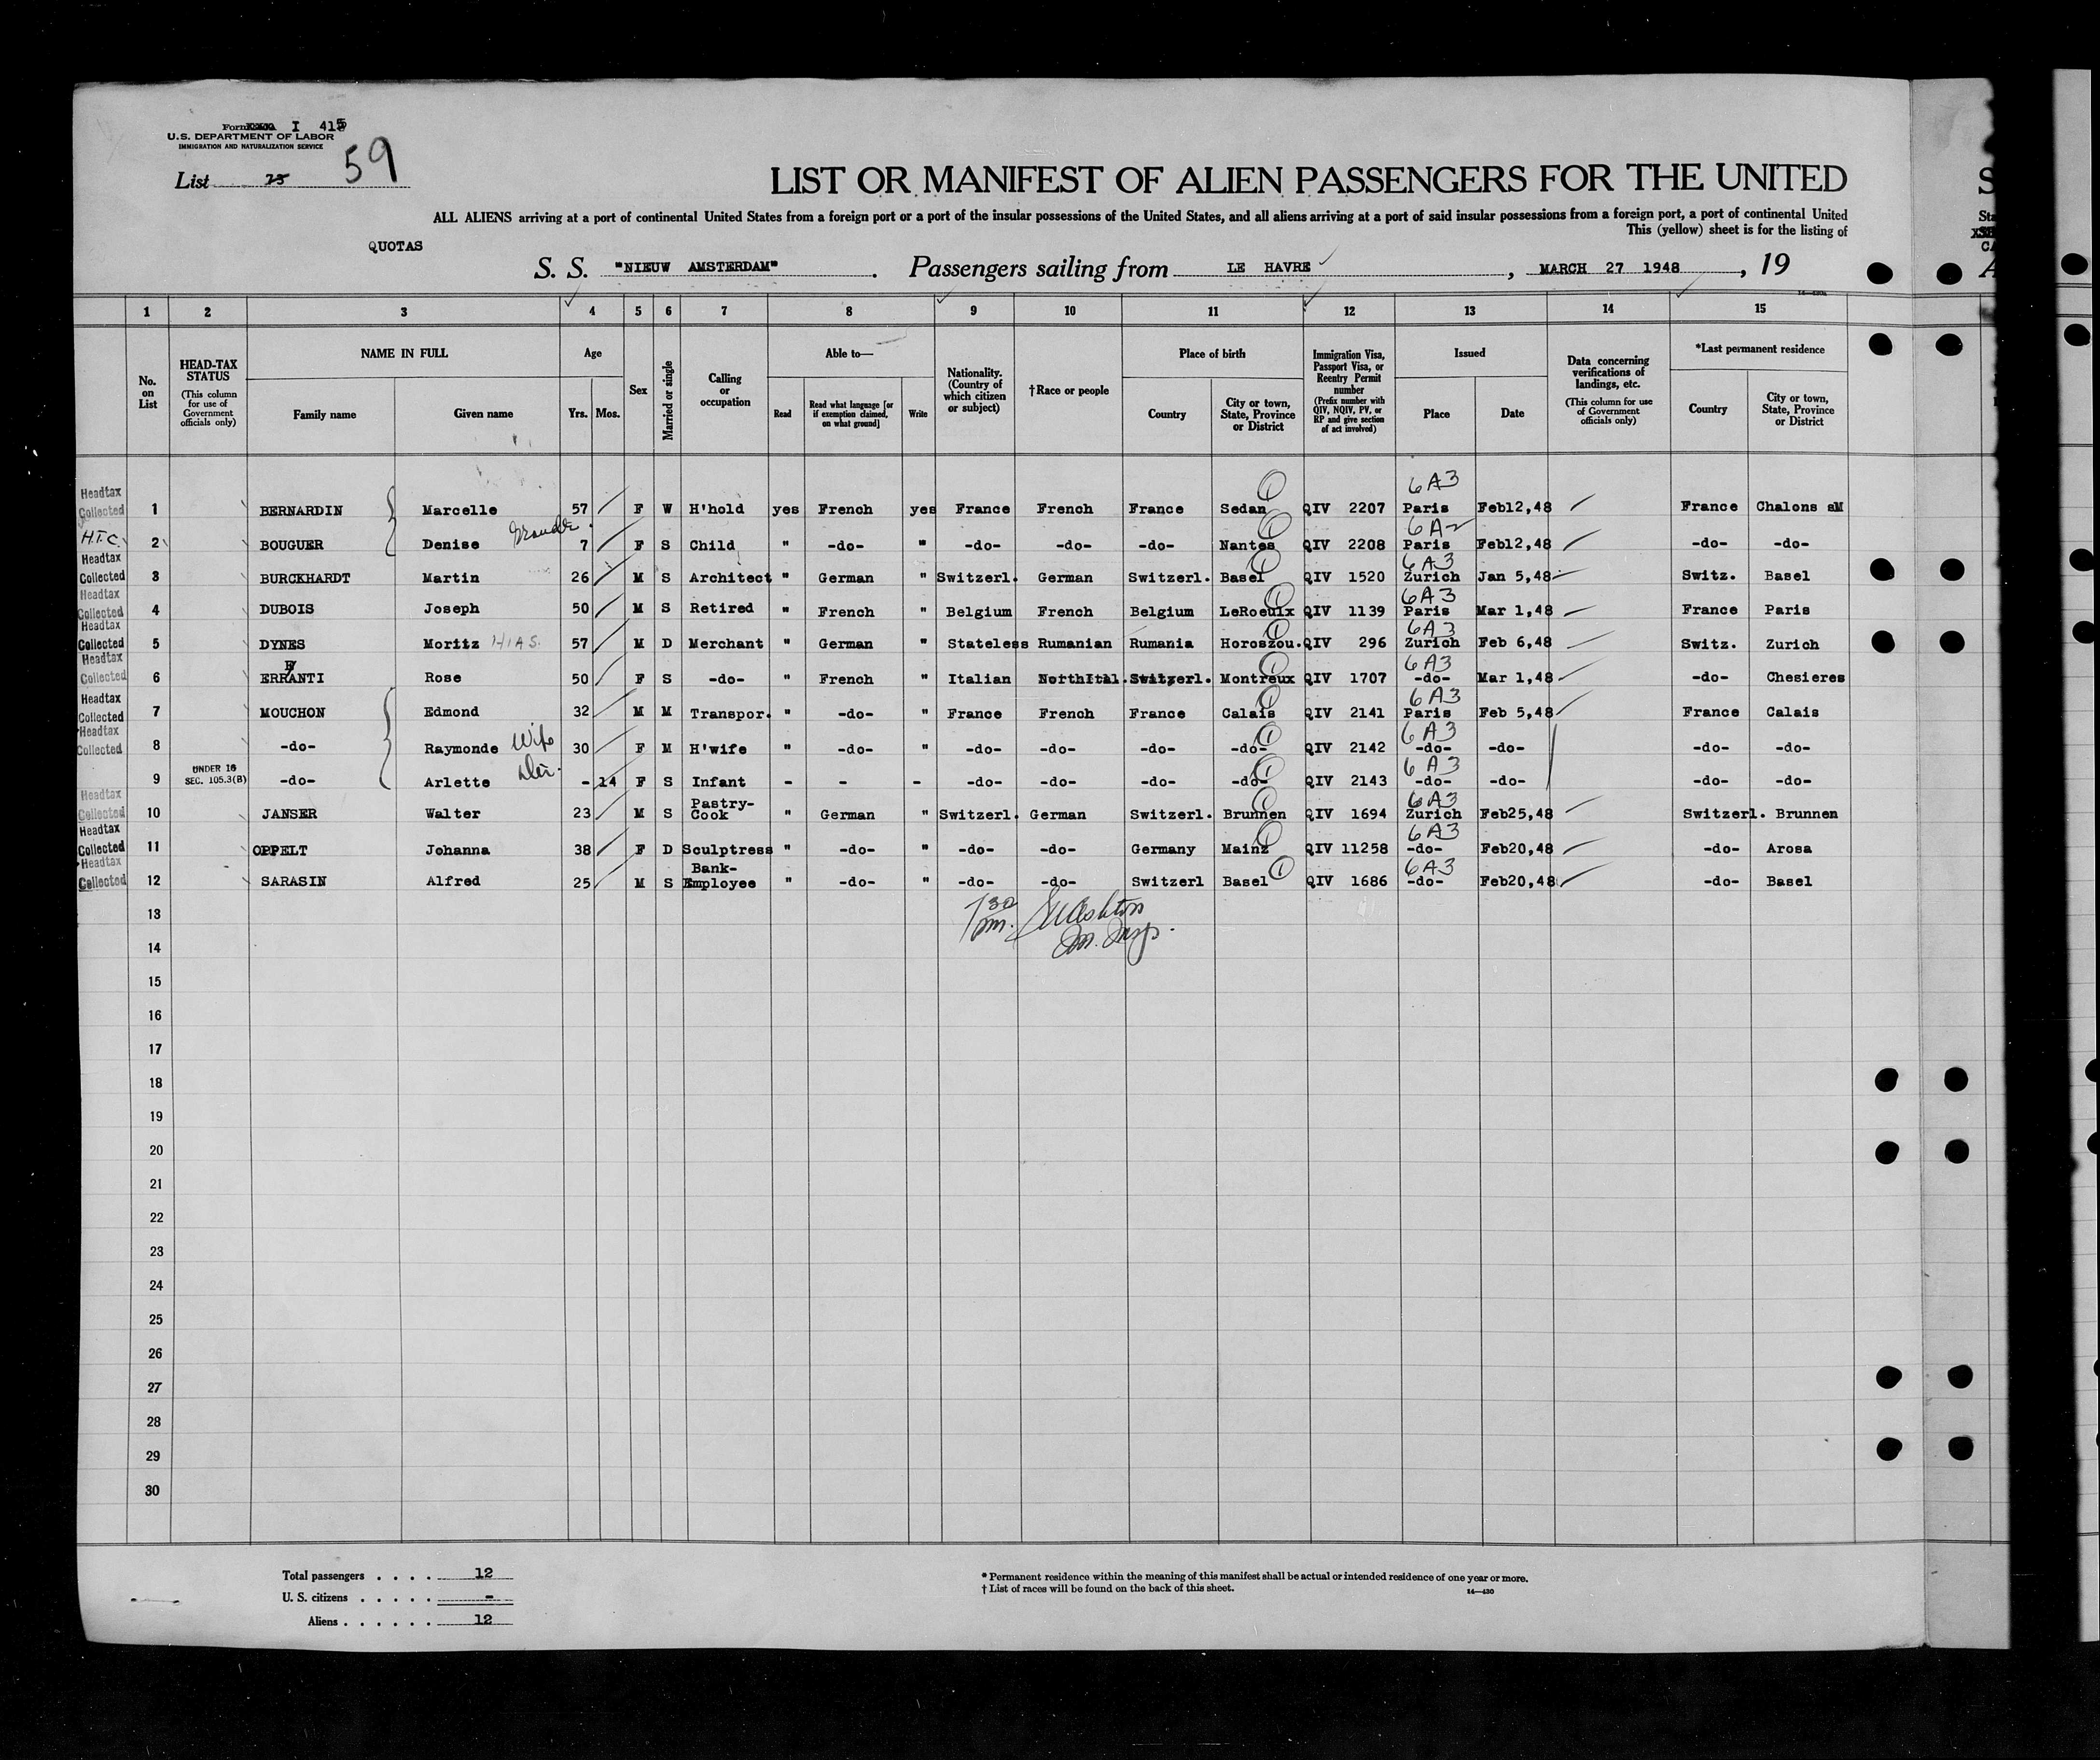 Form I 415
U.S. DEPARTMENT OF LABOR
IMMIGRATION AND NATURALIZATION SERVICE
List 75 59
LIST OR MANIFEST OF ALIEN PASSENGERS FOR THE UNITED
ALL ALIENS arriving at a port of continental United States from a foreign port or a port of the insular possessions of the United States, and all aliens arriving at a port of said insular possessions from a foreign port, a port of continental United
This (yellow) sheet is for the listing of
QUOTAS
S. S. "NIEUW AMSTERDAM". Passengers sailing from LE HAVRE, MARCH 27 1948, 19
1 2 3 4 5 6 7 8 9 10 11 12 13 14 15
No. on List
HEAD-TAX STATUS (This column for use of Government officials only)
NAME IN FULL
Family name Given name
Age
Yrs. Mos.
Sex
Married or single
Calling or occupation
Able to—
Read
Read what language [or if exemption claimed, on what ground]
Write
Nationality. (Country of which citizen or subject)
†Race or people
Place of birth
Country
City or town, State, Province or District
Immigration Visa, Passport Visa, or Reentry Permit number (Prefix number with QIV, NQIV, PV, or RP and give section of act involved)
Issued
Place Date
Data concerning verifications of landings, etc. (This column for use of Government officials only)
*Last permanent residence
Country
City or town, State, Province or District
Headtax Collected 1 BERNARDIN Marcelle 57 F W H'hold yes French yes France French France Sedan QIV 2207 6A3 Paris Feb12,48 France Chalons sM
H.T.C. 2 BOUGUER Denise 7 F S Child " -do- " -do- -do- -do- Nantes QIV 2208 6A2 Paris Feb12,48 -do- -do-
Headtax Collected 3 BURCKHARDT Martin 26 M S Architect " German " Switzerl. German Switzerl. Basel QIV 1520 6A3 Zurich Jan 5,48 Switz. Basel
Headtax Collected 4 DUBOIS Joseph 50 M S Retired " French " Belgium French Belgium LeRoeulx QIV 1139 6A3 Paris Mar 1,48 France Paris
Headtax Collected 5 DYNES Moritz HIAS. 57 M D Merchant " German " Stateless Rumanian Rumania Horoszou. QIV 296 6A3 Zurich Feb 6,48 Switz. Zurich
Headtax Collected 6 ERRANTI Rose 50 F S -do- " French " Italian NorthItal. Switzerl. Montreux QIV 1707 6A3 -do- Mar 1,48 -do- Chesieres
Headtax Collected 7 MOUCHON Edmond 32 M M Transpor. " -do- " France French France Calais QIV 2141 6A3 Paris Feb 5,48 France Calais
Headtax Collected 8 -do- Raymonde Wife 30 F M H'wife " -do- " -do- -do- -do- -do- QIV 2142 6A3 -do- -do- -do- -do-
UNDER 16 SEC. 105.3(B) 9 -do- Arlette - 14 F S Infant - - - -do- -do- -do- -do- QIV 2143 6A3 -do- -do- -do- -do-
Headtax Collected 10 JANSER Walter 23 M S Pastry-Cook " German " Switzerl. German Switzerl. Brunnen QIV 1694 6A3 Zurich Feb25,48 Switzerl. Brunnen
Headtax Collected 11 OPPELT Johanna 38 F D Sculptress " -do- " -do- -do- Germany Mainz QIV 11258 6A3 -do- Feb20,48 -do- Arosa
Headtax Collected 12 SARASIN Alfred 25 M S Bank-Employee " -do- " -do- -do- Switzerl Basel QIV 1686 6A3 -do- Feb20,48 -do- Basel
13
14
15
16
17
18
19
20
21
22
23
24
25
26
27
28
29
30
Total passengers . . . . 12
U. S. citizens . . . . . -
Aliens . . . . . . 12
* Permanent residence within the meaning of this manifest shall be actual or intended residence of one year or more.
† List of races will be found on the back of this sheet.
14—430